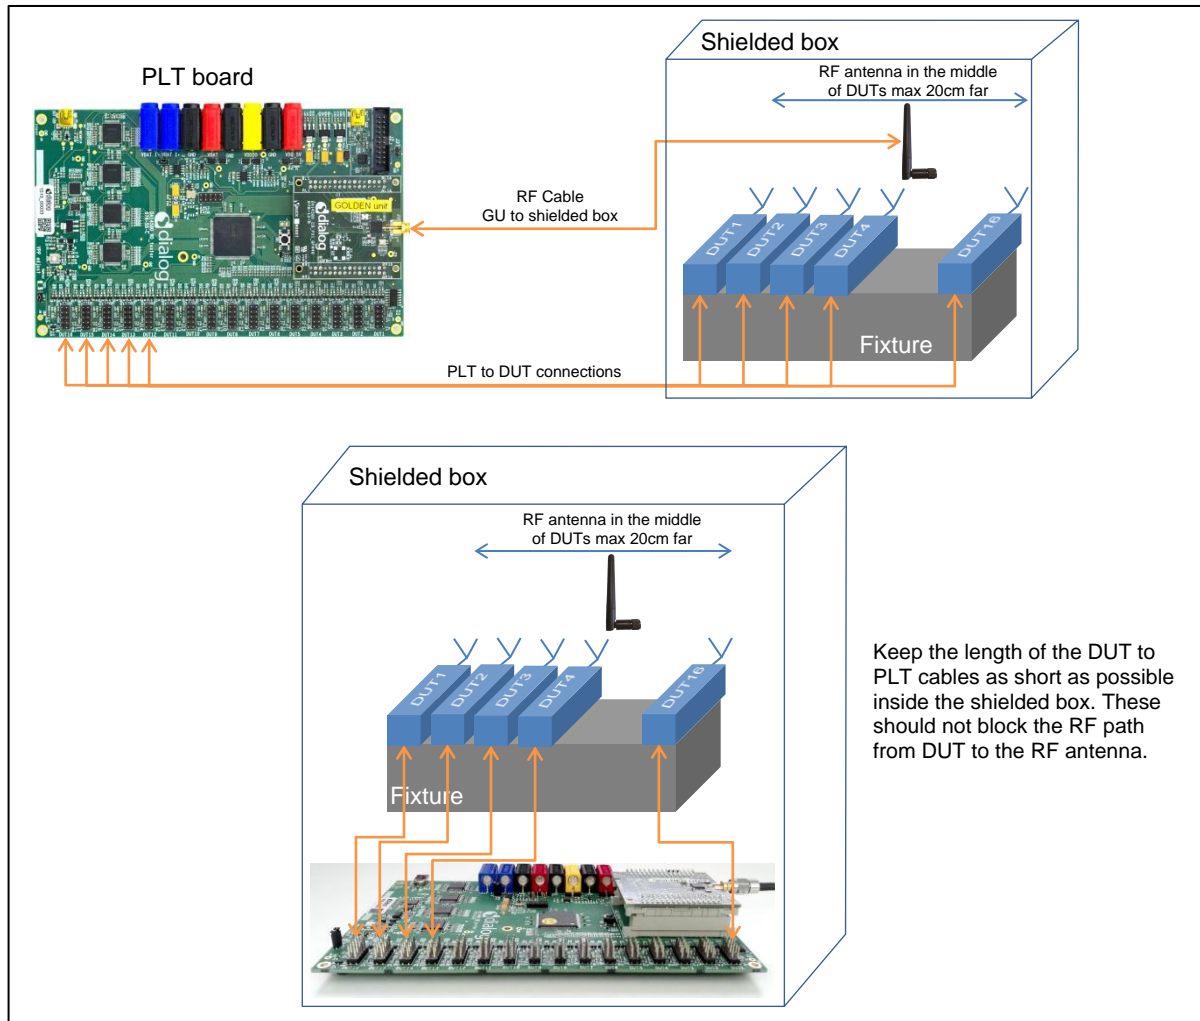 Shielded box
RF antenna in the middle
of DUTs max 20cm far
PLT board
GOLDEN unit
dialog
dialog
RF Cable
GU to shielded box
DUT1
DUT2
DUT3
DUT4
DUT16
Fixture
PLT to DUT connections
Shielded box
RF antenna in the middle
of DUTs max 20cm far
DUT1
DUT2
DUT3
DUT4
DUT16
Fixture
Keep the length of the DUT to
PLT cables as short as possible
inside the shielded box. These
should not block the RF path
from DUT to the RF antenna.
dialog